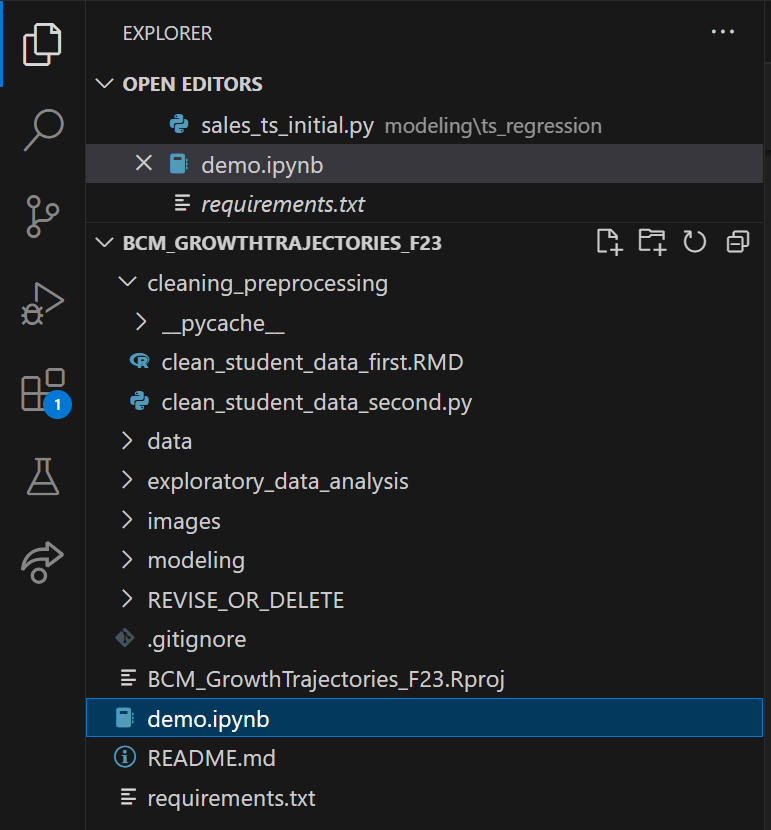 EXPLORER
OPEN EDITORS
sales_ts_initial.py modeling\ts_regression
demo.ipynb
requirements.txt
BCM_GROWTHTRAJECTORIES_F23
cleaning_preprocessing
__pycache__
clean_student_data_first.RMD
1
clean_student_data_second.py
data
exploratory_data_analysis
images
modeling
REVISE_OR_DELETE
.gitignore
BCM_GrowthTrajectories_F23.Rproj
demo.ipynb
README.md
requirements.txt